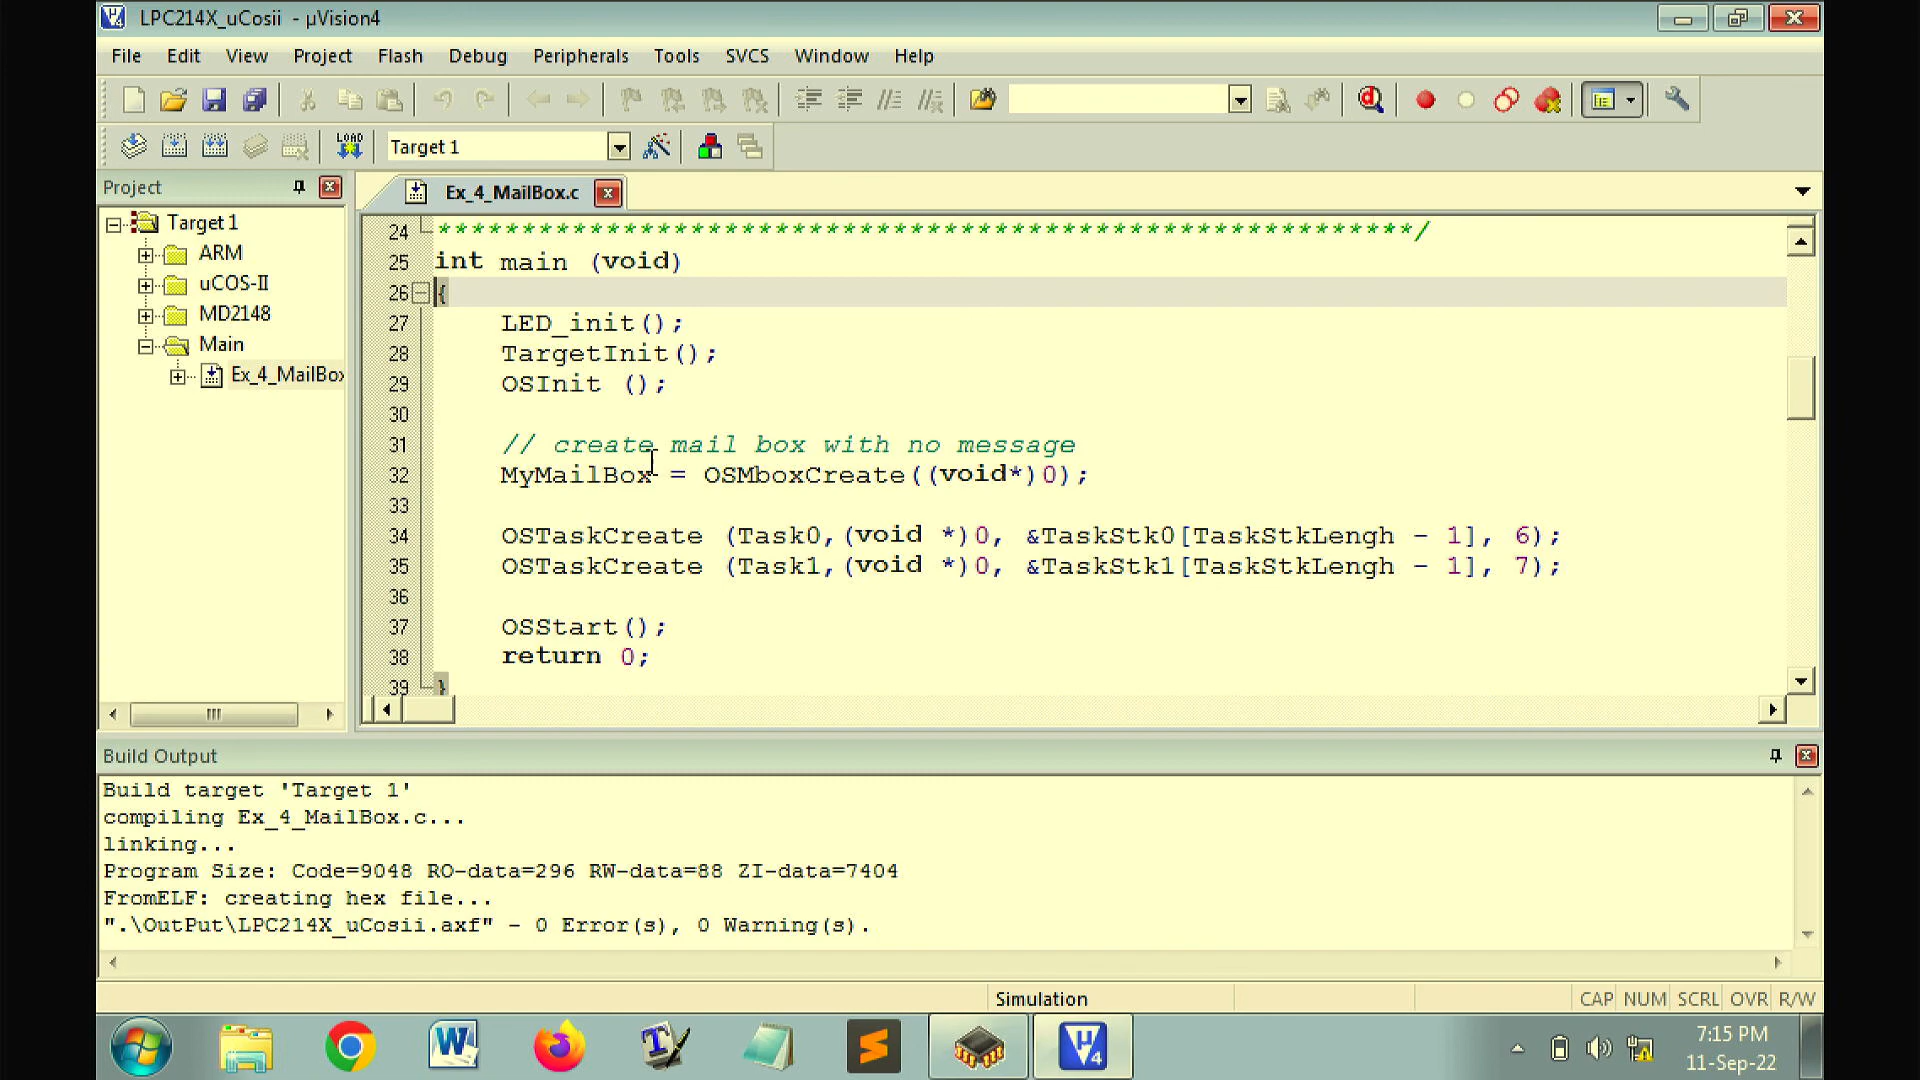 LPC214X_uCosii - µVision4
File Edit View Project Flash Debug Peripherals Tools SVCS Window Help
LOAD Target 1
Project
Target 1
ARM
uCOS-II
MD2148
Main
Ex_4_MailBox
Ex_4_MailBox.c
24 **********************************************************/
25 int main (void)
26 {
27 LED_init();
28 TargetInit();
29 OSInit ();
30
31 // create mail box with no message
32 MyMailBox = OSMboxCreate((void*)0);
33
34 OSTaskCreate (Task0,(void *)0, &TaskStk0[TaskStkLengh - 1], 6);
35 OSTaskCreate (Task1,(void *)0, &TaskStk1[TaskStkLengh - 1], 7);
36
37 OSStart();
38 return 0;
39 }
Build Output
Build target 'Target 1'
compiling Ex_4_MailBox.c...
linking...
Program Size: Code=9048 RO-data=296 RW-data=88 ZI-data=7404
FromELF: creating hex file...
".\OutPut\LPC214X_uCosii.axf" - 0 Error(s), 0 Warning(s).
Simulation CAP NUM SCRL OVR R/W
7:15 PM
11-Sep-22